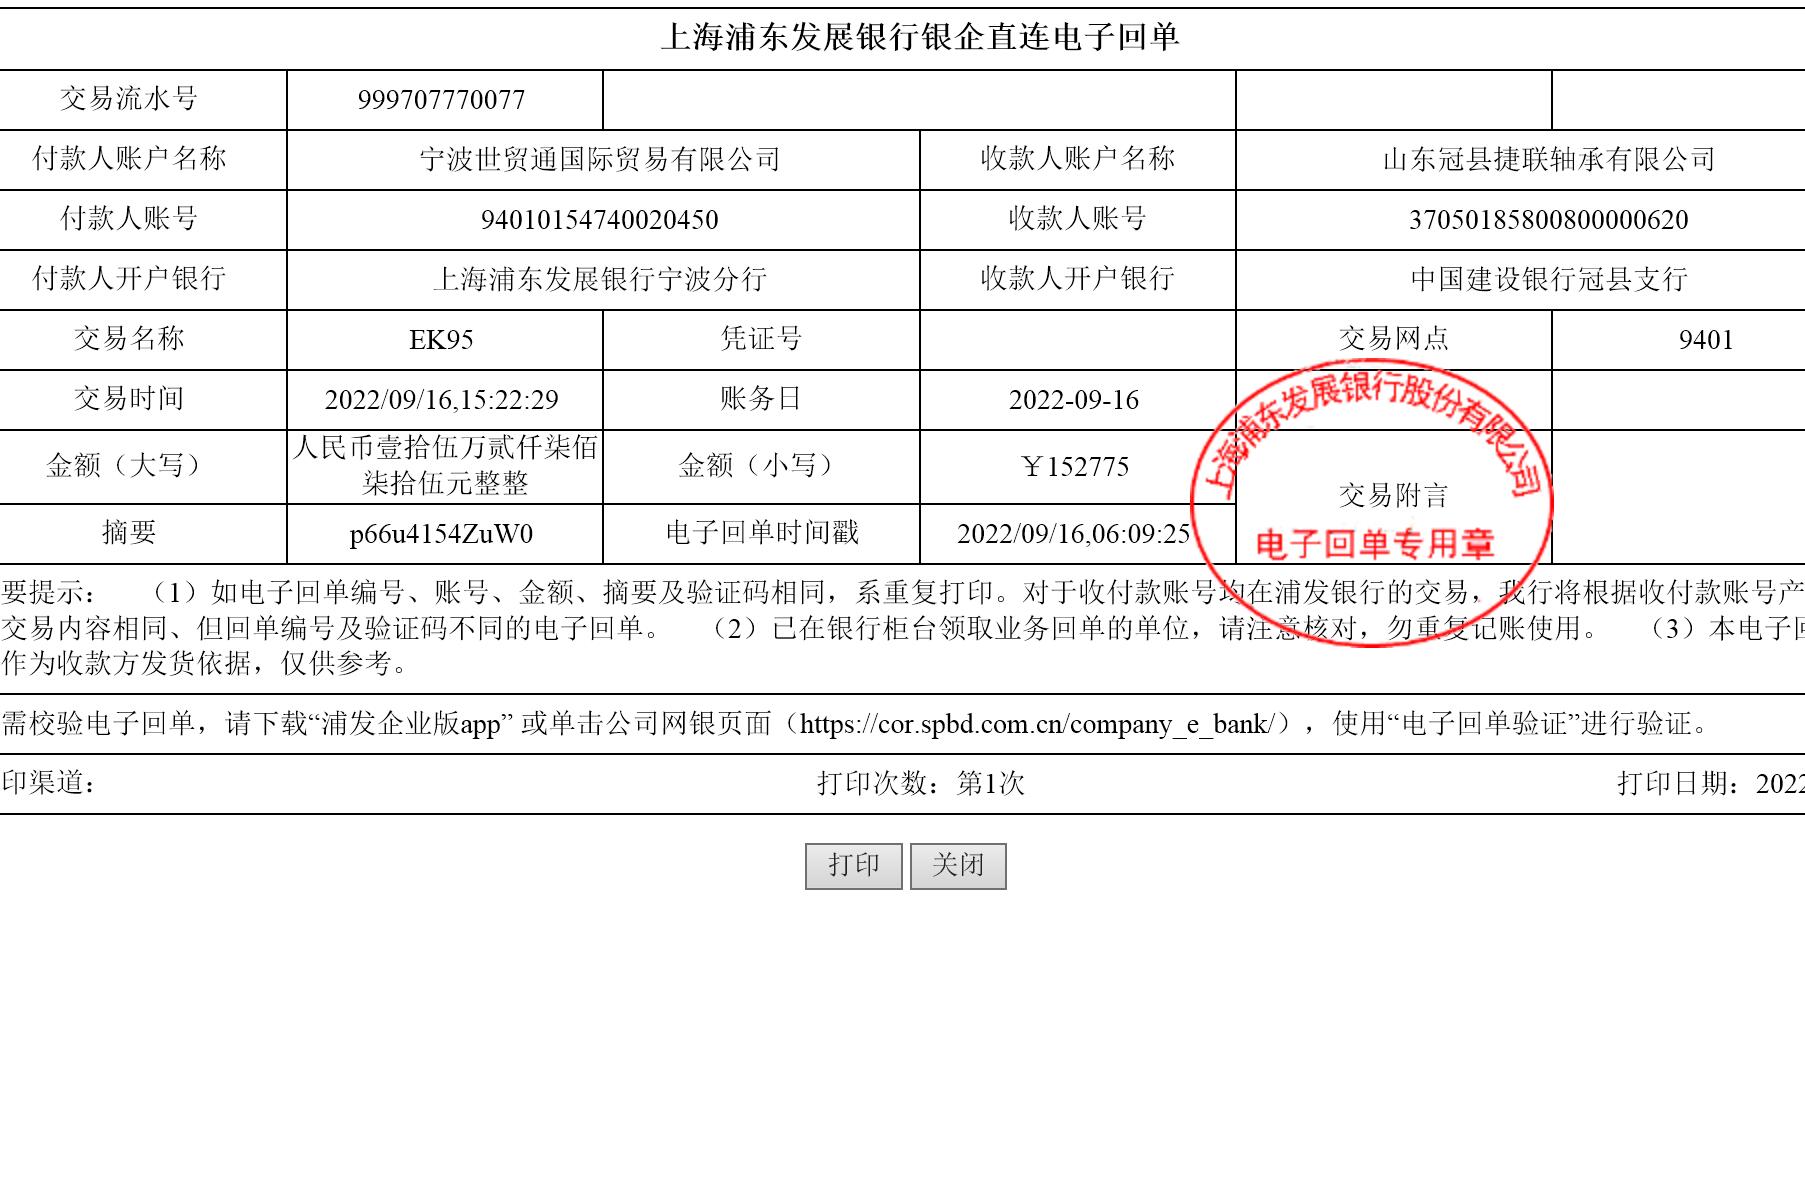 上海浦东发展银行银企直连电子回单
交易流水号 999707770077
付款人账户名称 宁波世贸通国际贸易有限公司 收款人账户名称 山东冠县捷联轴承有限公司
付款人账号 94010154740020450 收款人账号 37050185800800000620
付款人开户银行 上海浦东发展银行宁波分行 收款人开户银行 中国建设银行冠县支行
交易名称 EK95 凭证号 交易网点 9401
交易时间 2022/09/16,15:22:29 账务日 2022-09-16
金额（大写） 人民币壹拾伍万贰仟柒佰
柒拾伍元整整 金额（小写） ￥152775
交易附言
摘要 p66u4154ZuW0 电子回单时间戳 2022/09/16,06:09:25
上海浦东发展银行股份有限公司
电子回单专用章
要提示： （1）如电子回单编号、账号、金额、摘要及验证码相同，系重复打印。对于收付款账号均在浦发银行的交易，我行将根据收付款账号产
交易内容相同、但回单编号及验证码不同的电子回单。 （2）已在银行柜台领取业务回单的单位，请注意核对，勿重复记账使用。 （3）本电子回
作为收款方发货依据，仅供参考。
需校验电子回单，请下载“浦发企业版app” 或单击公司网银页面（https://cor.spbd.com.cn/company_e_bank/），使用“电子回单验证”进行验证。
印渠道： 打印次数：第1次 打印日期：2022
打印 关闭